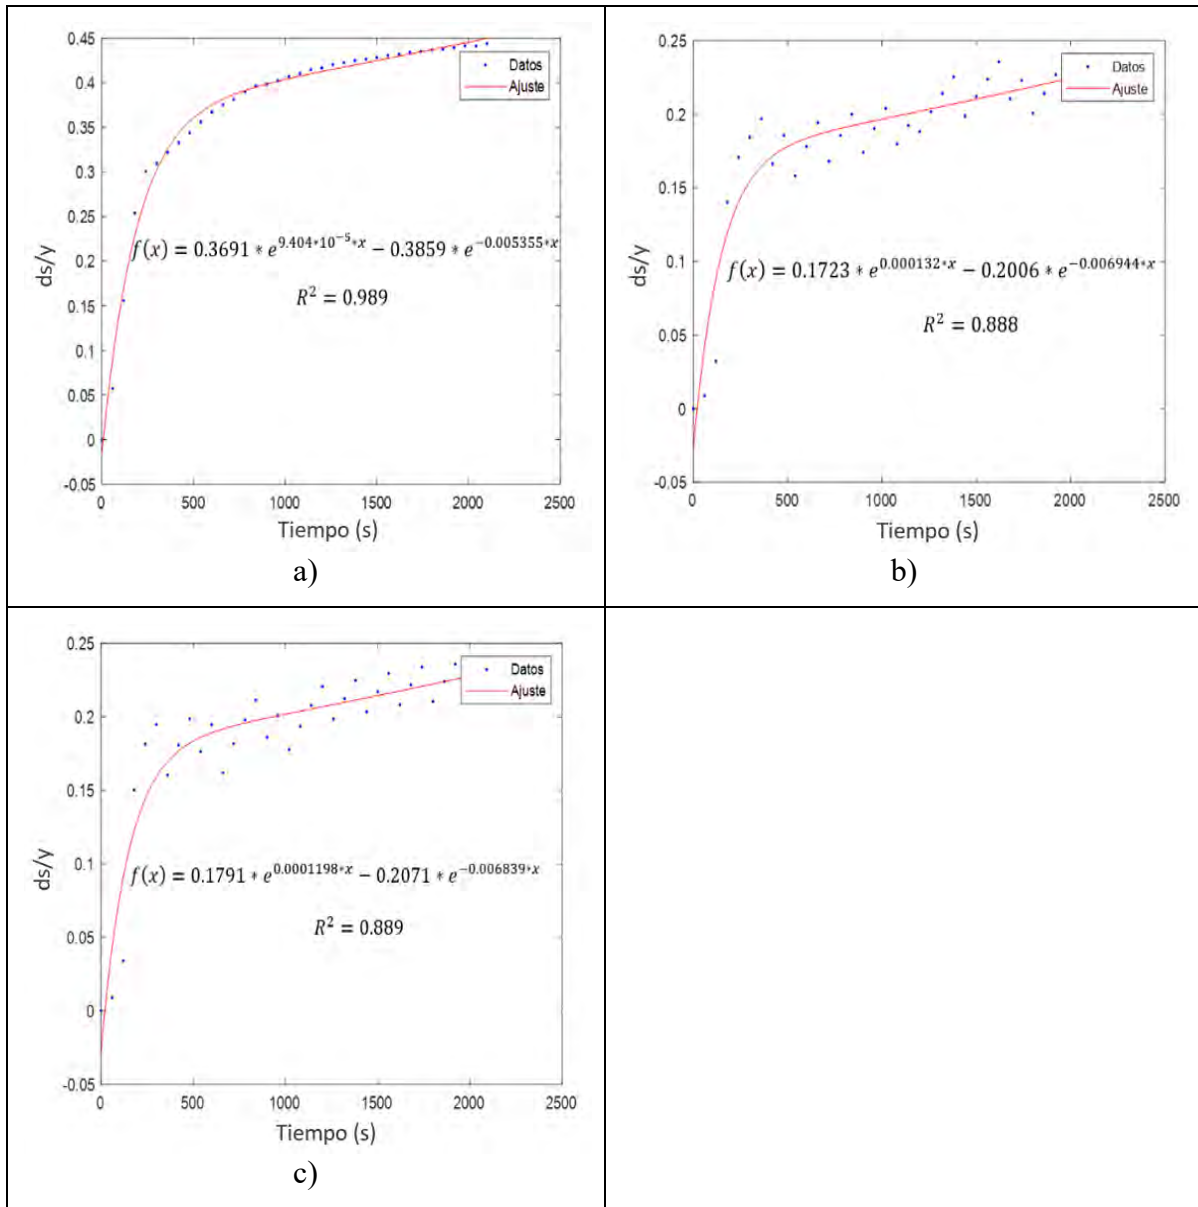 0.45
0.4
0.35
0.3
0.25
0.2
0.15
0.1
0.05
0
-0.05
ds/y
Datos
Ajuste
f(x) = 0.3691 * e^{9.404*10^{-5}*x} − 0.3859 * e^{−0.005355*x}
R² = 0.989
0 500 1000 1500 2000 2500
Tiempo (s)
a)
0.25
0.2
0.15
0.1
0.05
0
-0.05
ds/y
Datos
Ajuste
f(x) = 0.1723 * e^{0.000132*x} − 0.2006 * e^{−0.006944*x}
R² = 0.888
0 500 1000 1500 2000 2500
Tiempo (s)
b)
0.25
0.2
0.15
0.1
0.05
0
-0.05
ds/y
Datos
Ajuste
f(x) = 0.1791 * e^{0.0001198*x} − 0.2071 * e^{−0.006839*x}
R² = 0.889
0 500 1000 1500 2000 2500
Tiempo (s)
c)